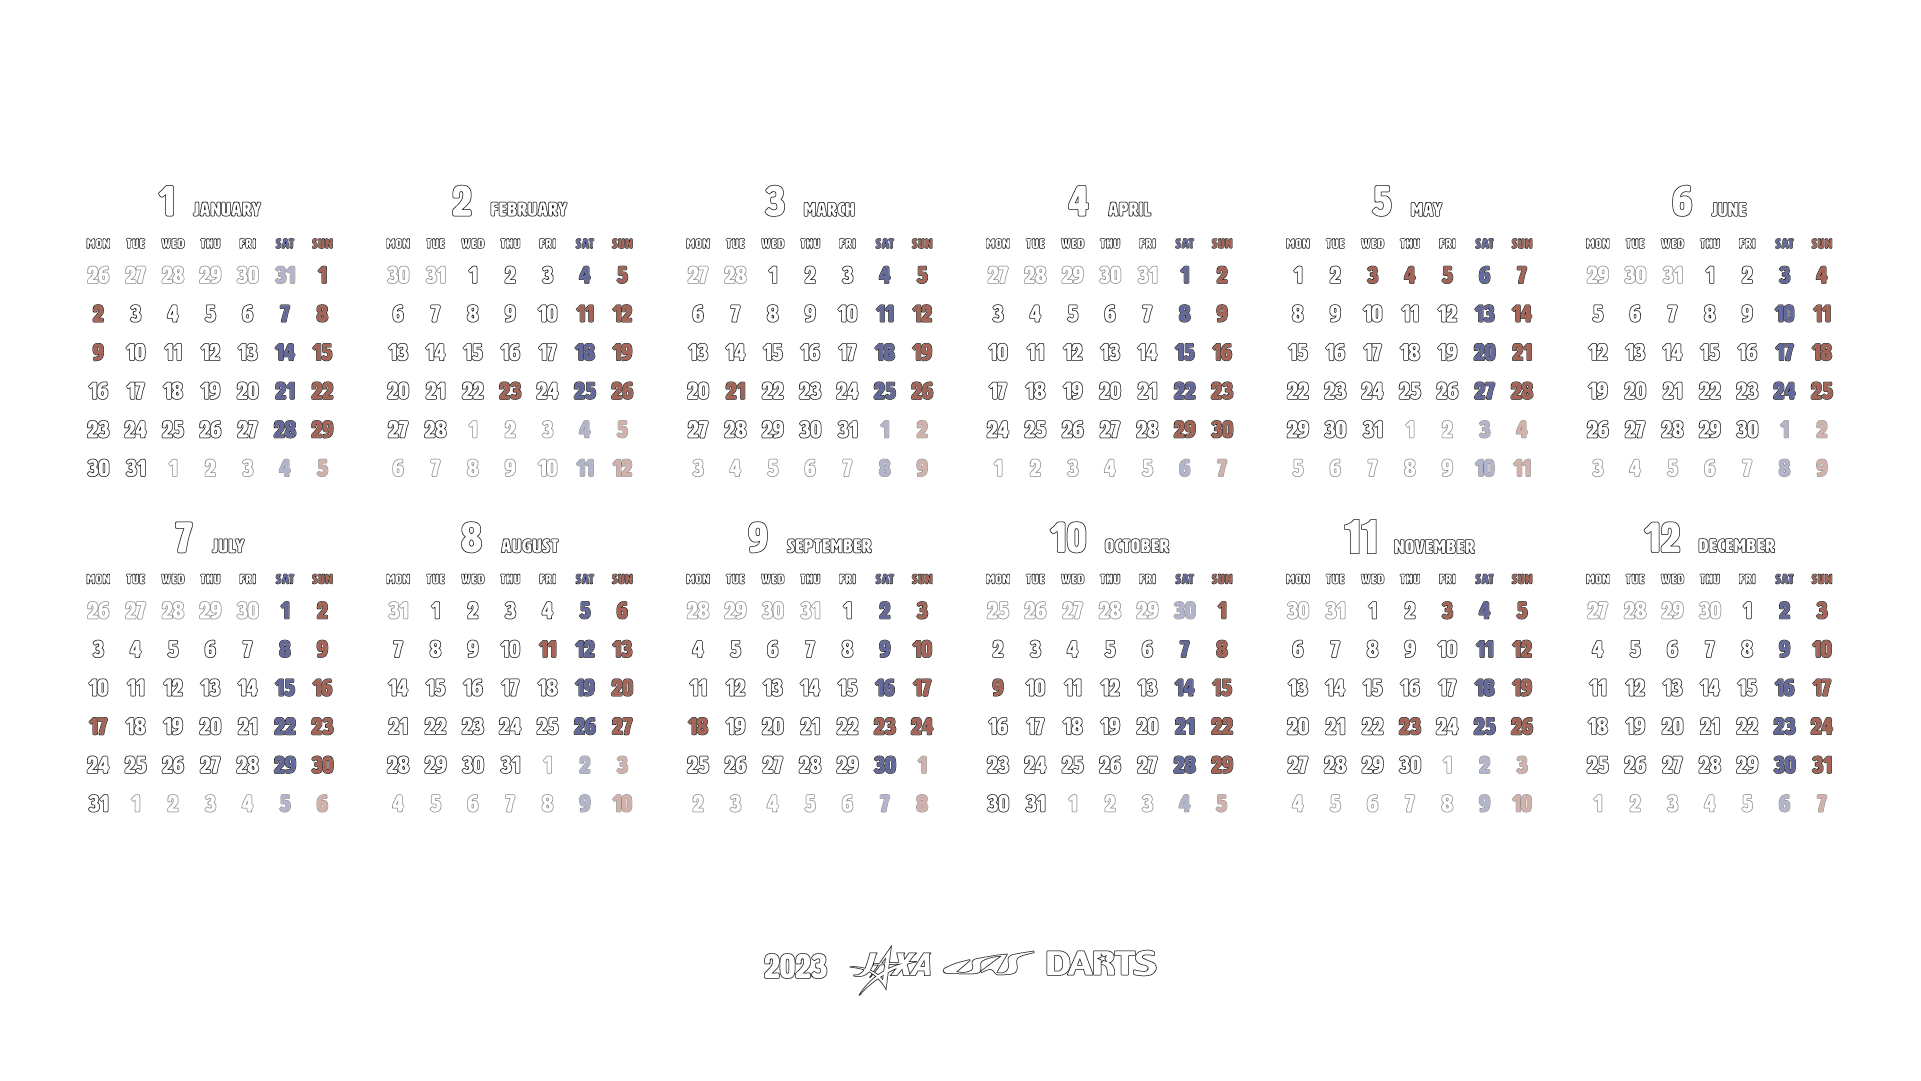 1 JANUARY
MON TUE WED THU FRI SAT SUN
26 27 28 29 30 31 1
2 3 4 5 6 7 8
9 10 11 12 13 14 15
16 17 18 19 20 21 22
23 24 25 26 27 28 29
30 31 1 2 3 4 5
2 FEBRUARY
MON TUE WED THU FRI SAT SUN
30 31 1 2 3 4 5
6 7 8 9 10 11 12
13 14 15 16 17 18 19
20 21 22 23 24 25 26
27 28 1 2 3 4 5
6 7 8 9 10 11 12
3 MARCH
MON TUE WED THU FRI SAT SUN
27 28 1 2 3 4 5
6 7 8 9 10 11 12
13 14 15 16 17 18 19
20 21 22 23 24 25 26
27 28 29 30 31 1 2
3 4 5 6 7 8 9
4 APRIL
MON TUE WED THU FRI SAT SUN
27 28 29 30 31 1 2
3 4 5 6 7 8 9
10 11 12 13 14 15 16
17 18 19 20 21 22 23
24 25 26 27 28 29 30
1 2 3 4 5 6 7
5 MAY
MON TUE WED THU FRI SAT SUN
1 2 3 4 5 6 7
8 9 10 11 12 13 14
15 16 17 18 19 20 21
22 23 24 25 26 27 28
29 30 31 1 2 3 4
5 6 7 8 9 10 11
6 JUNE
MON TUE WED THU FRI SAT SUN
29 30 31 1 2 3 4
5 6 7 8 9 10 11
12 13 14 15 16 17 18
19 20 21 22 23 24 25
26 27 28 29 30 1 2
3 4 5 6 7 8 9
7 JULY
MON TUE WED THU FRI SAT SUN
26 27 28 29 30 1 2
3 4 5 6 7 8 9
10 11 12 13 14 15 16
17 18 19 20 21 22 23
24 25 26 27 28 29 30
31 1 2 3 4 5 6
8 AUGUST
MON TUE WED THU FRI SAT SUN
31 1 2 3 4 5 6
7 8 9 10 11 12 13
14 15 16 17 18 19 20
21 22 23 24 25 26 27
28 29 30 31 1 2 3
4 5 6 7 8 9 10
9 SEPTEMBER
MON TUE WED THU FRI SAT SUN
28 29 30 31 1 2 3
4 5 6 7 8 9 10
11 12 13 14 15 16 17
18 19 20 21 22 23 24
25 26 27 28 29 30 1
2 3 4 5 6 7 8
10 OCTOBER
MON TUE WED THU FRI SAT SUN
25 26 27 28 29 30 1
2 3 4 5 6 7 8
9 10 11 12 13 14 15
16 17 18 19 20 21 22
23 24 25 26 27 28 29
30 31 1 2 3 4 5
11 NOVEMBER
MON TUE WED THU FRI SAT SUN
30 31 1 2 3 4 5
6 7 8 9 10 11 12
13 14 15 16 17 18 19
20 21 22 23 24 25 26
27 28 29 30 1 2 3
4 5 6 7 8 9 10
12 DECEMBER
MON TUE WED THU FRI SAT SUN
27 28 29 30 1 2 3
4 5 6 7 8 9 10
11 12 13 14 15 16 17
18 19 20 21 22 23 24
25 26 27 28 29 30 31
1 2 3 4 5 6 7
2023 JAXA ISAS DARTS